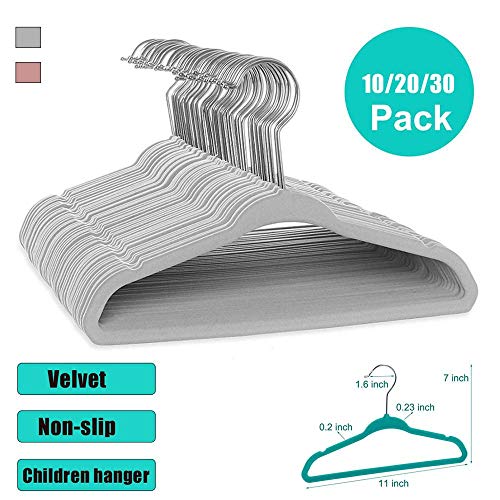 10/20/30
Pack
Velvet
Non-slip
Children hanger
1.6 inch
7 inch
0.23 inch
0.2 inch
11 inch